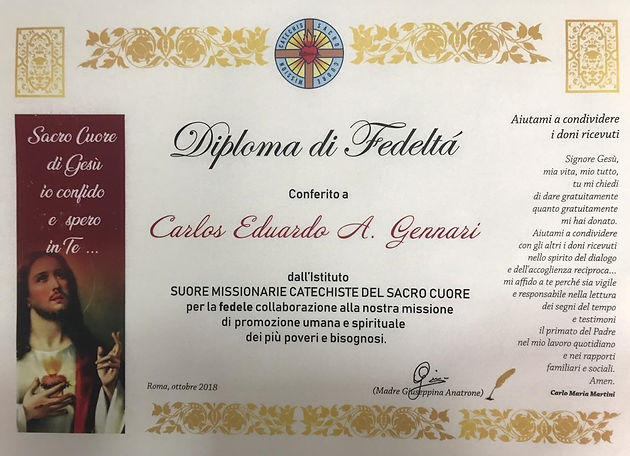 CATECHIS SACRO CUORE MISSION
Diploma di Fedeltá
Conferito a
Carlos Eduardo A. Gennari
dall'Istituto
SUORE MISSIONARIE CATECHISTE DEL SACRO CUORE
per la fedele collaborazione alla nostra missione
di promozione umana e spirituale
dei più poveri e bisognosi.
Roma, ottobre 2018
(Madre Giuseppina Anatrone)
Sacro Cuore
di Gesù
io confido
e spero
in Te ...
Aiutami a condividere
i doni ricevuti
Signore Gesù,
mia vita, mio tutto,
tu mi chiedi
di dare gratuitamente
quanto gratuitamente
mi hai donato.
Aiutami a condividere
con gli altri i doni ricevuti
nello spirito del dialogo
e dell'accoglienza reciproca...
mi affido a te perché sia vigile
e responsabile nella lettura
dei segni del tempo
e testimoni
il primato del Padre
nel mio lavoro quotidiano
e nei rapporti
familiari e sociali.
Amen.
Carlo Maria Martini